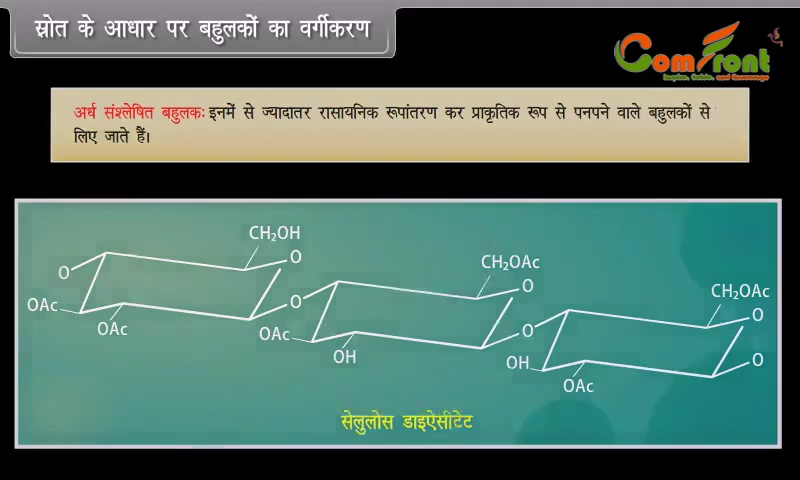 स्रोत के आधार पर बहुलकों का वर्गीकरण
ComFront
अर्ध संश्लेषित बहुलक: इनमें से ज्यादातर रासायनिक रूपांतरण कर प्राकृतिक रूप से पनपने वाले बहुलकों से
लिए जाते हैं।
CH₂OH
O
O
OAc
OAc
O
CH₂OAc
O
OAc
OH
O
CH₂OAc
O
OH
OAc
O
सेलुलोस डाइऐसीटेट